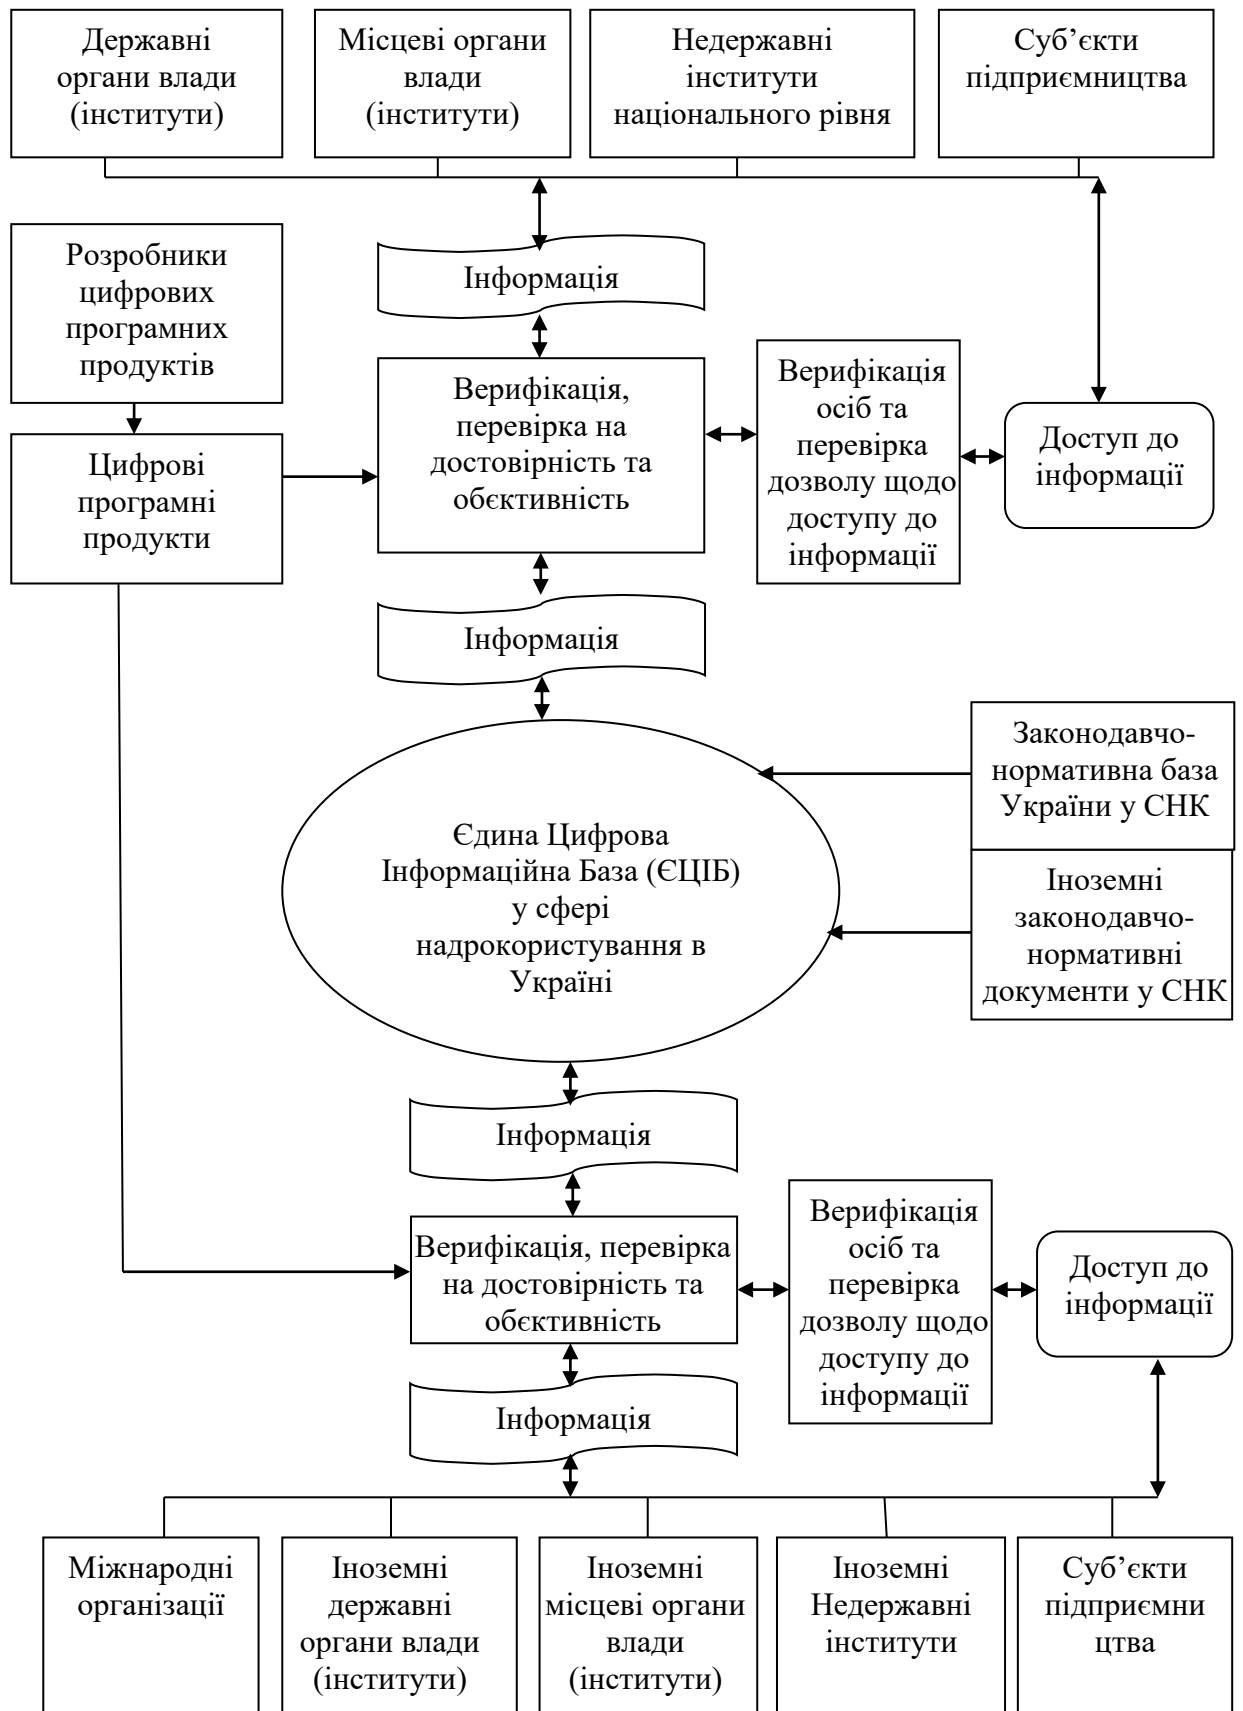 Державні
органи влади
(інститути)
Місцеві органи
влади
(інститути)
Недержавні
інститути
національного рівня
Суб’єкти
підприємництва
Розробники
цифрових
програмних
продуктів
Інформація
Верифікація,
перевірка на
достовірність та
обєктивність
Верифікація
осіб та
перевірка
дозволу щодо
доступу до
інформації
Доступ до
інформації
Цифрові
програмні
продукти
Інформація
Законодавчо-
нормативна база
України у СНК
Єдина Цифрова
Інформаційна База (ЄЦІБ)
у сфері
надрокористування в
Україні
Іноземні
законодавчо-
нормативні
документи у СНК
Інформація
Верифікація, перевірка
на достовірність та
обєктивність
Верифікація
осіб та
перевірка
дозволу щодо
доступу до
інформації
Доступ до
інформації
Інформація
Міжнародні
організації
Іноземні
державні
органи влади
(інститути)
Іноземні
місцеві органи
влади
(інститути)
Іноземні
Недержавні
інститути
Суб’єкти
підприємни
цтва